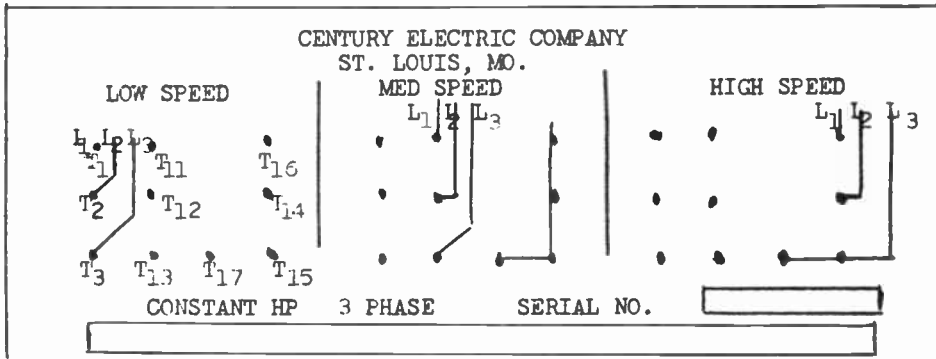 CENTURY ELECTRIC COMPANY
ST. LOUIS, MO.
LOW SPEED MED SPEED HIGH SPEED
L1 L2 L3 L1 L2 L3 L1 L2 L3
T1 T11 T16
T2 T12 T14
T3 T13 T17 T15
CONSTANT HP 3 PHASE SERIAL NO.